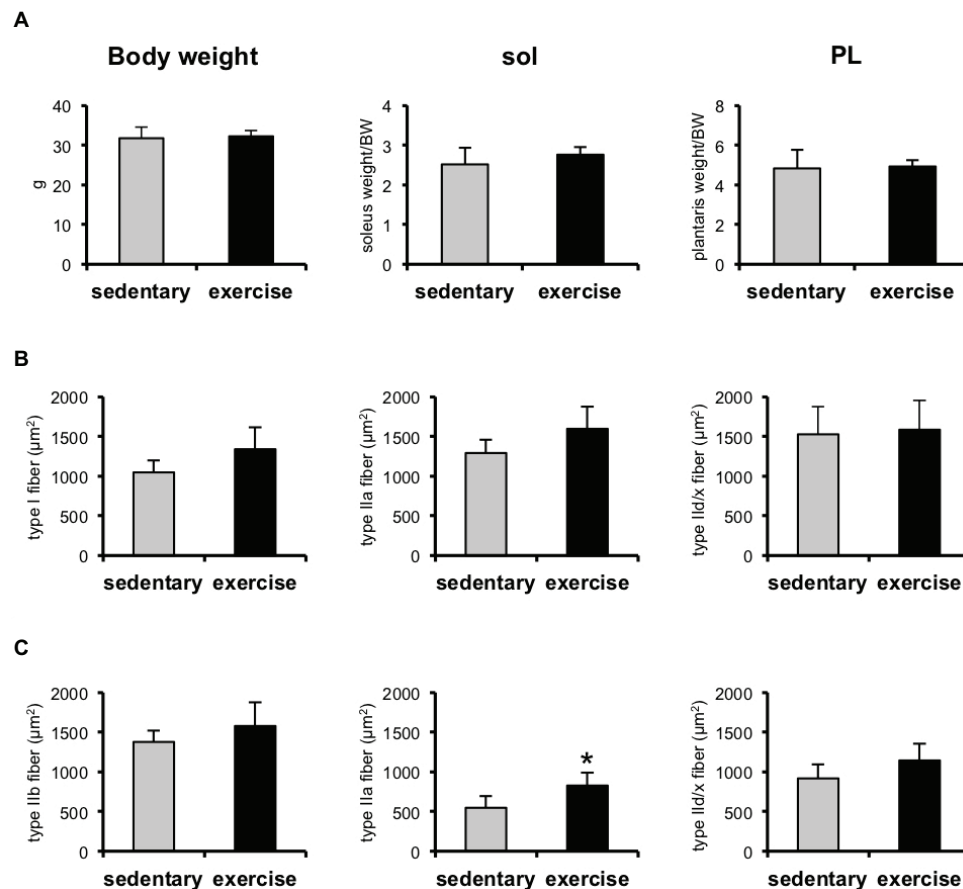 A
Body weight
sol
PL
40
30
20
10
0
g
sedentary exercise
4
3
2
1
0
soleus weight/BW
sedentary exercise
8
6
4
2
0
plantaris weight/BW
sedentary exercise
B
2000
1500
1000
500
0
type I fiber (µm²)
sedentary exercise
2000
1500
1000
500
0
type IIa fiber (µm²)
sedentary exercise
2000
1500
1000
500
0
type IId/x fiber (µm²)
sedentary exercise
C
2000
1500
1000
500
0
type IIb fiber (µm²)
sedentary exercise
2000
1500
1000
500
0
type IIa fiber (µm²)
*
sedentary exercise
2000
1500
1000
500
0
type IId/x fiber (µm²)
sedentary exercise